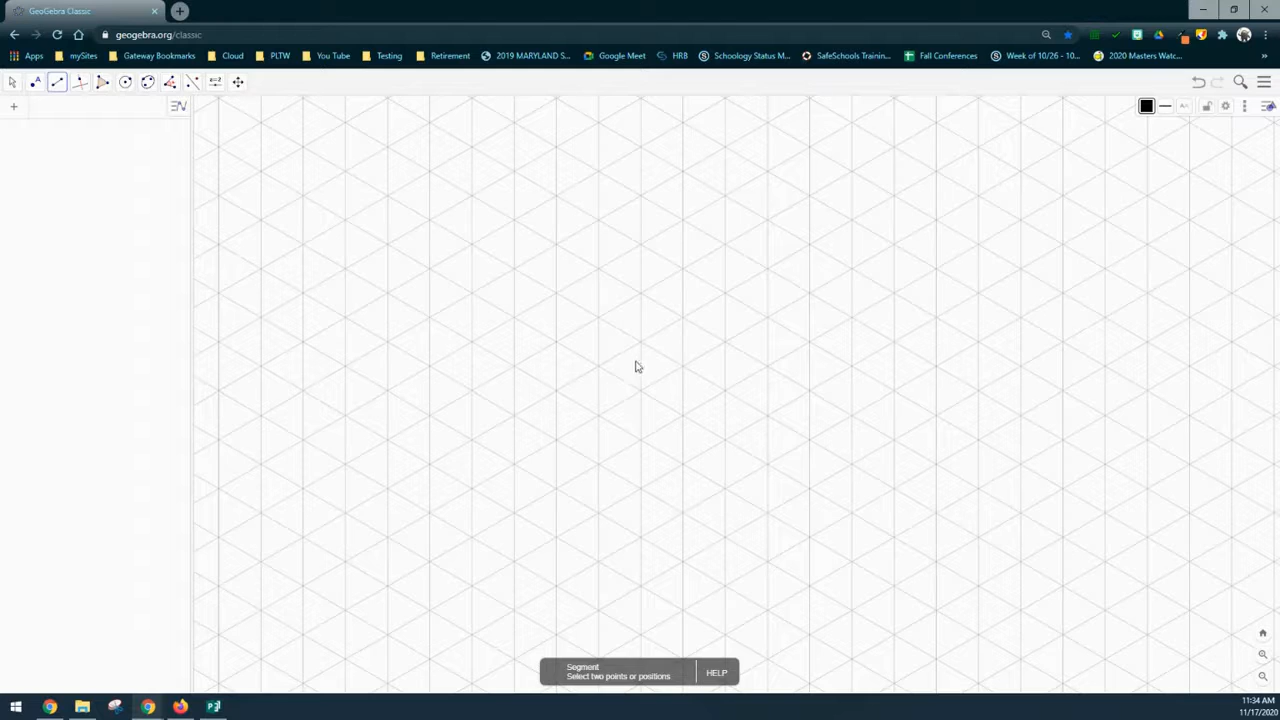 GeoGebra Classic
geogebra.org/classic
Apps mySites Gateway Bookmarks Cloud PLTW You Tube Testing Retirement 2019 MARYLAND S... Google Meet HRB Schoology Status M... SafeSchools Trainin... Fall Conferences Week of 10/26 - 10... 2020 Masters Watc... »
a=2
Segment
Select two points or positions
HELP
11:34 AM
11/17/2020